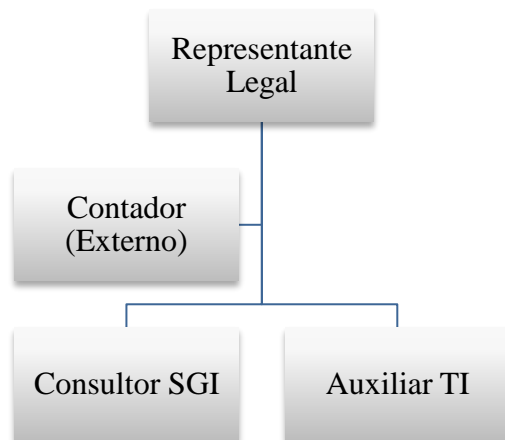 Representante
Legal
Contador
(Externo)
Consultor SGI
Auxiliar TI